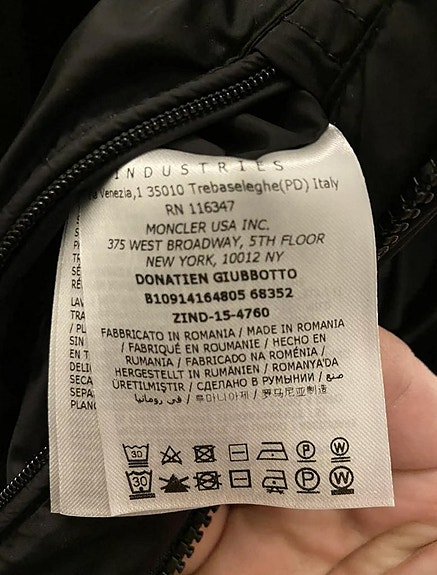 INDUSTRIES
Venezia,1 35010 Trebaseleghe(PD) Italy
RN 116347
MONCLER USA INC.
375 WEST BROADWAY, 5TH FLOOR
NEW YORK, 10012 NY
DONATIEN GIUBBOTTO
B10914164805 68352
ZIND-15-4760
FABBRICATO IN ROMANIA / MADE IN ROMANIA
/ FABRIQUÉ EN ROUMANIE / HECHO EN
RUMANIA / FABRICADO NA ROMÉNIA /
HERGESTELLT IN RUMÄNIEN / ROMANYA'DA
ÜRETILMIŞTIR / СДЕЛАНО В РУМЫНИИ / صنع
في رومانيا / 루마니아제 / 罗马尼亚制造
30 P W
30 P W